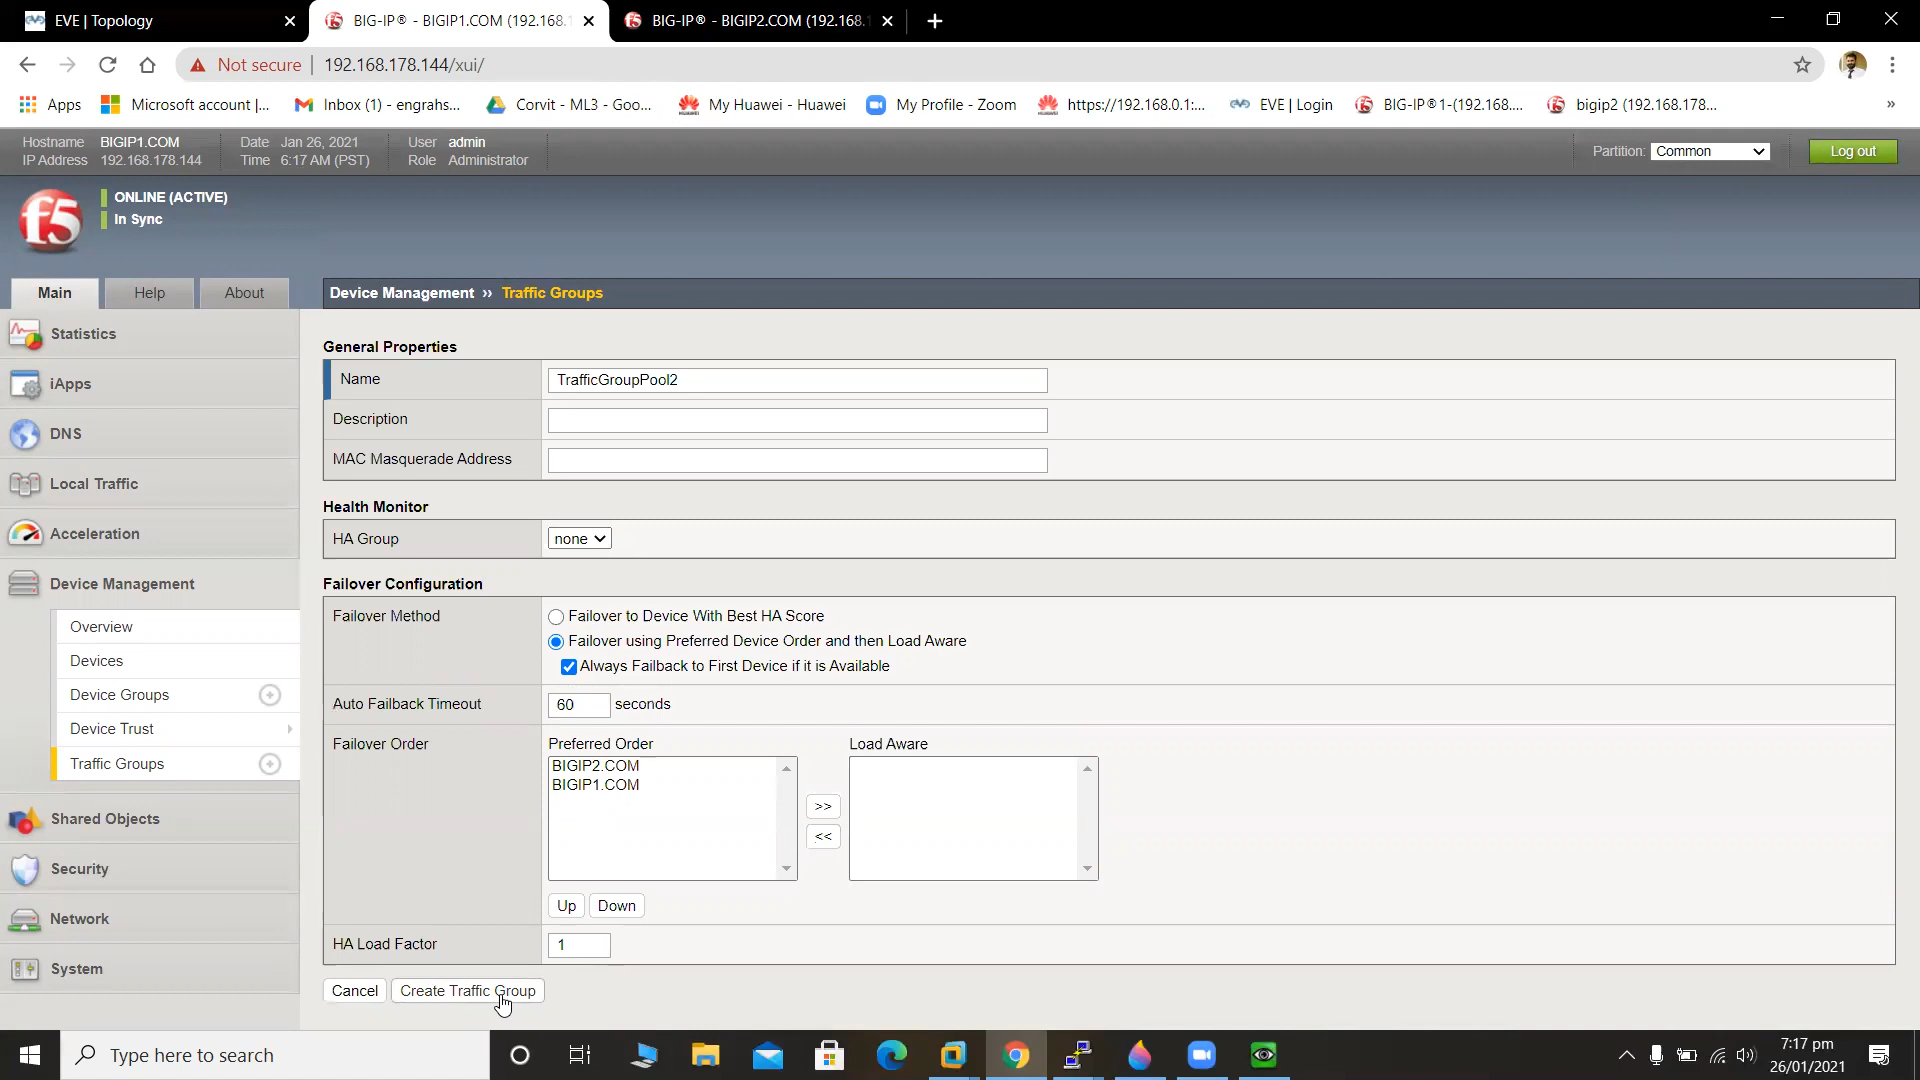 EVE | Topology
BIG-IP® - BIGIP1.COM (192.168.
BIG-IP® - BIGIP2.COM (192.168.1
Not secure | 192.168.178.144/xui/
Apps
Microsoft account |...
Inbox (1) - engrahs...
Corvit - ML3 - Goo...
My Huawei - Huawei
My Profile - Zoom
https://192.168.0.1:...
EVE | Login
BIG-IP®1-(192.168....
bigip2 (192.168.178...
»
Hostname BIGIP1.COM
IP Address 192.168.178.144
Date Jan 26, 2021
Time 6:17 AM (PST)
User admin
Role Administrator
Partition: Common
Log out
f5
ONLINE (ACTIVE)
In Sync
Main
Help
About
Device Management » Traffic Groups
Statistics
iApps
DNS
Local Traffic
Acceleration
Device Management
Overview
Devices
Device Groups
Device Trust
Traffic Groups
Shared Objects
Security
Network
System
General Properties
Name TrafficGroupPool2
Description
MAC Masquerade Address
Health Monitor
HA Group none
Failover Configuration
Failover Method
Failover to Device With Best HA Score
Failover using Preferred Device Order and then Load Aware
Always Failback to First Device if it is Available
Auto Failback Timeout 60 seconds
Failover Order
Preferred Order
BIGIP2.COM
BIGIP1.COM
>>
<<
Load Aware
Up Down
HA Load Factor 1
Cancel Create Traffic Group
Type here to search
7:17 pm
26/01/2021